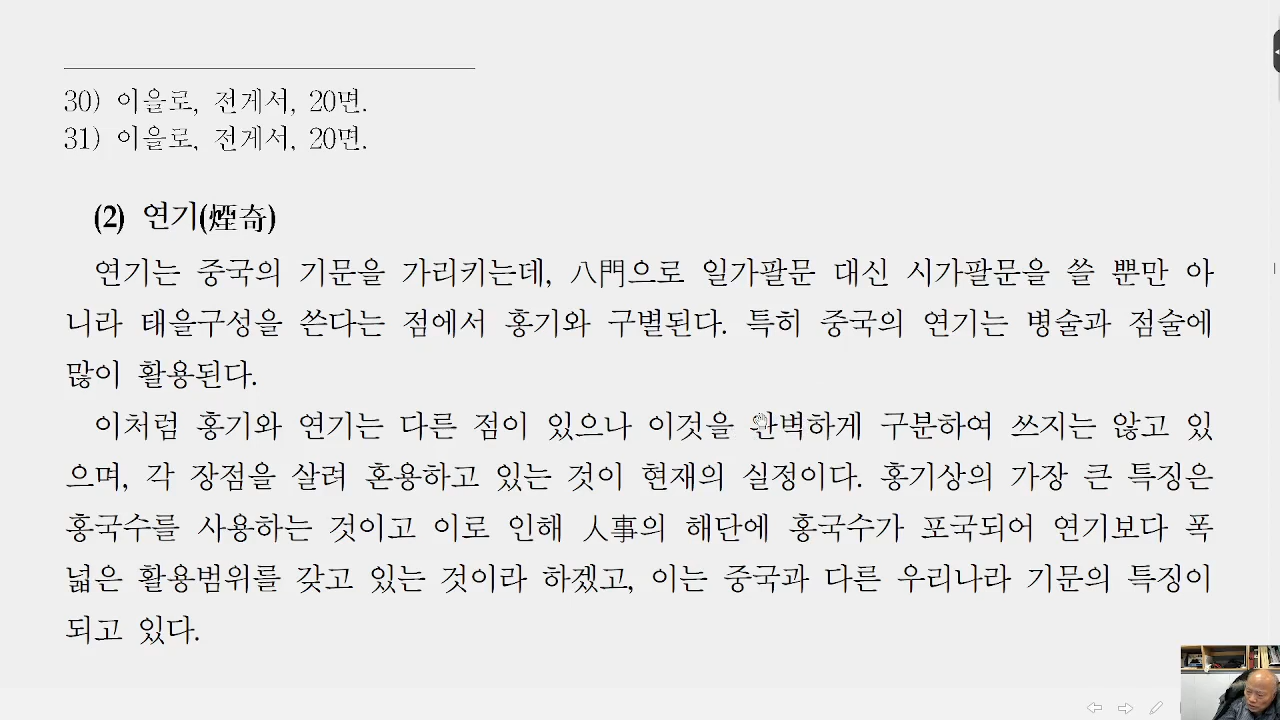 30) 이을로, 전게서, 20면.
31) 이을로, 전게서, 20면.
(2) 연기(煙奇)
연기는 중국의 기문을 가리키는데, 八門으로 일가팔문 대신 시가팔문을 쓸 뿐만 아
니라 태을구성을 쓴다는 점에서 홍기와 구별된다. 특히 중국의 연기는 병술과 점술에
많이 활용된다.
이처럼 홍기와 연기는 다른 점이 있으나 이것을 완벽하게 구분하여 쓰지는 않고 있
으며, 각 장점을 살려 혼용하고 있는 것이 현재의 실정이다. 홍기상의 가장 큰 특징은
홍국수를 사용하는 것이고 이로 인해 人事의 해단에 홍국수가 포국되어 연기보다 폭
넓은 활용범위를 갖고 있는 것이라 하겠고, 이는 중국과 다른 우리나라 기문의 특징이
되고 있다.